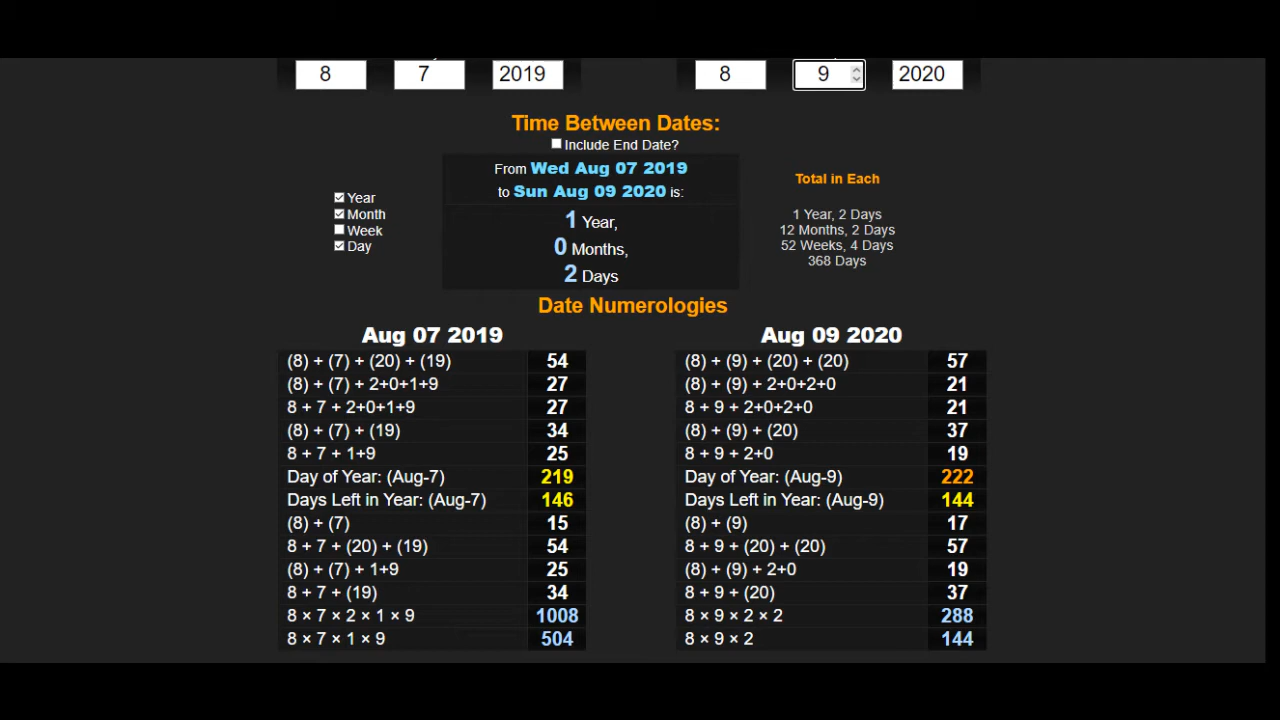 8 7 2019 8 9 2020
Time Between Dates:
Include End Date?
From Wed Aug 07 2019
to Sun Aug 09 2020 is:
1 Year,
0 Months,
2 Days
Year
Month
Week
Day
Total in Each
1 Year, 2 Days
12 Months, 2 Days
52 Weeks, 4 Days
368 Days
Date Numerologies
Aug 07 2019
(8) + (7) + (20) + (19) 54
(8) + (7) + 2+0+1+9 27
8 + 7 + 2+0+1+9 27
(8) + (7) + (19) 34
8 + 7 + 1+9 25
Day of Year: (Aug-7) 219
Days Left in Year: (Aug-7) 146
(8) + (7) 15
8 + 7 + (20) + (19) 54
(8) + (7) + 1+9 25
8 + 7 + (19) 34
8 × 7 × 2 × 1 × 9 1008
8 × 7 × 1 × 9 504
Aug 09 2020
(8) + (9) + (20) + (20) 57
(8) + (9) + 2+0+2+0 21
8 + 9 + 2+0+2+0 21
(8) + (9) + (20) 37
8 + 9 + 2+0 19
Day of Year: (Aug-9) 222
Days Left in Year: (Aug-9) 144
(8) + (9) 17
8 + 9 + (20) + (20) 57
(8) + (9) + 2+0 19
8 + 9 + (20) 37
8 × 9 × 2 × 2 288
8 × 9 × 2 144